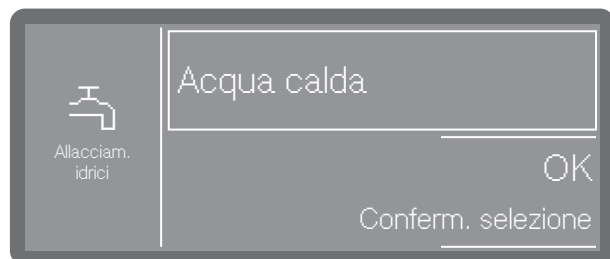 Allacciam.
idrici
Acqua calda
OK
Conferm. selezione